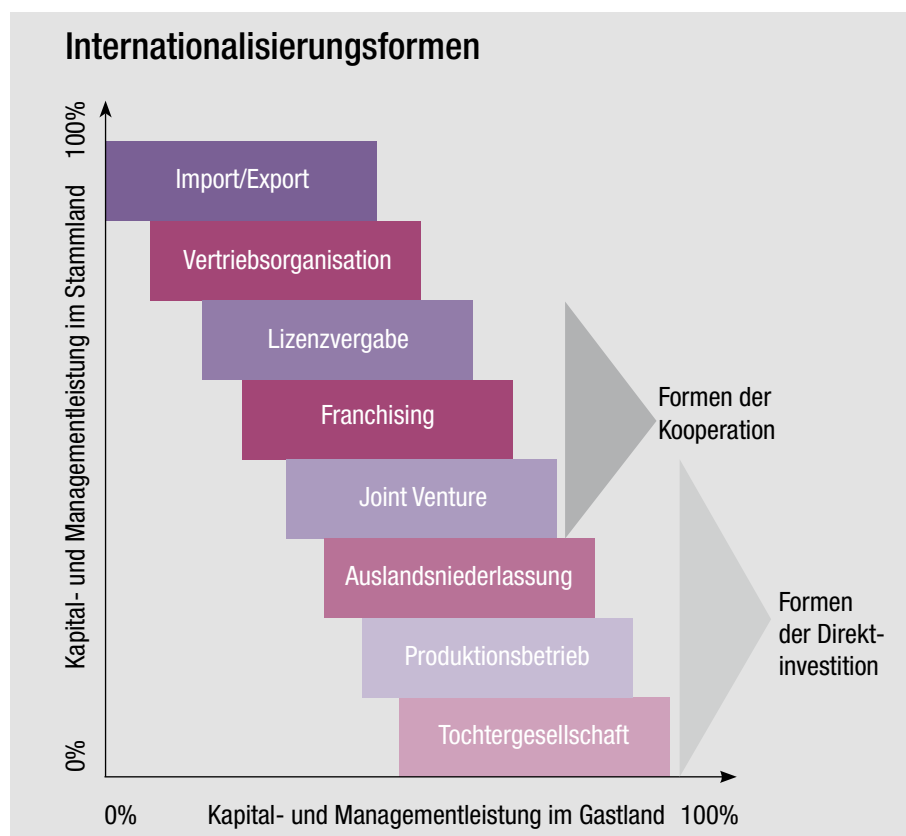 Internationalisierungsformen
100%
Kapital- und Managementleistung im Stammland
0%
Import/Export
Vertriebsorganisation
Lizenzvergabe
Franchising
Joint Venture
Auslandsniederlassung
Produktionsbetrieb
Tochtergesellschaft
Formen der
Kooperation
Formen
der Direkt-
investition
0% Kapital- und Managementleistung im Gastland 100%